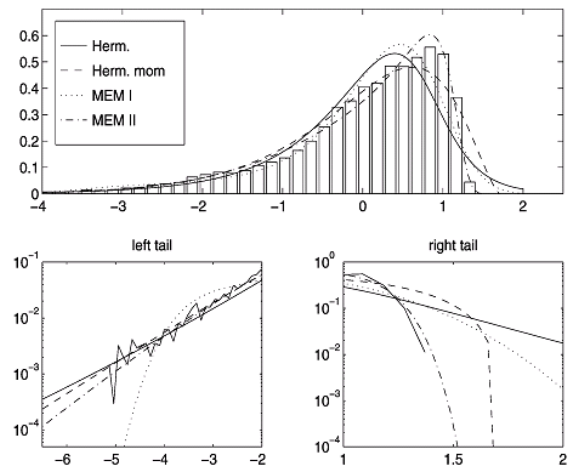 0.6
0.5
0.4
0.3
0.2
0.1
0
Herm.
Herm. mom
MEM I
MEM II
−4 −3 −2 −1 0 1 2
left tail
10⁻¹
10⁻²
10⁻³
10⁻⁴
−6 −5 −4 −3 −2
right tail
10⁰
10⁻¹
10⁻²
10⁻³
10⁻⁴
1 1.5 2